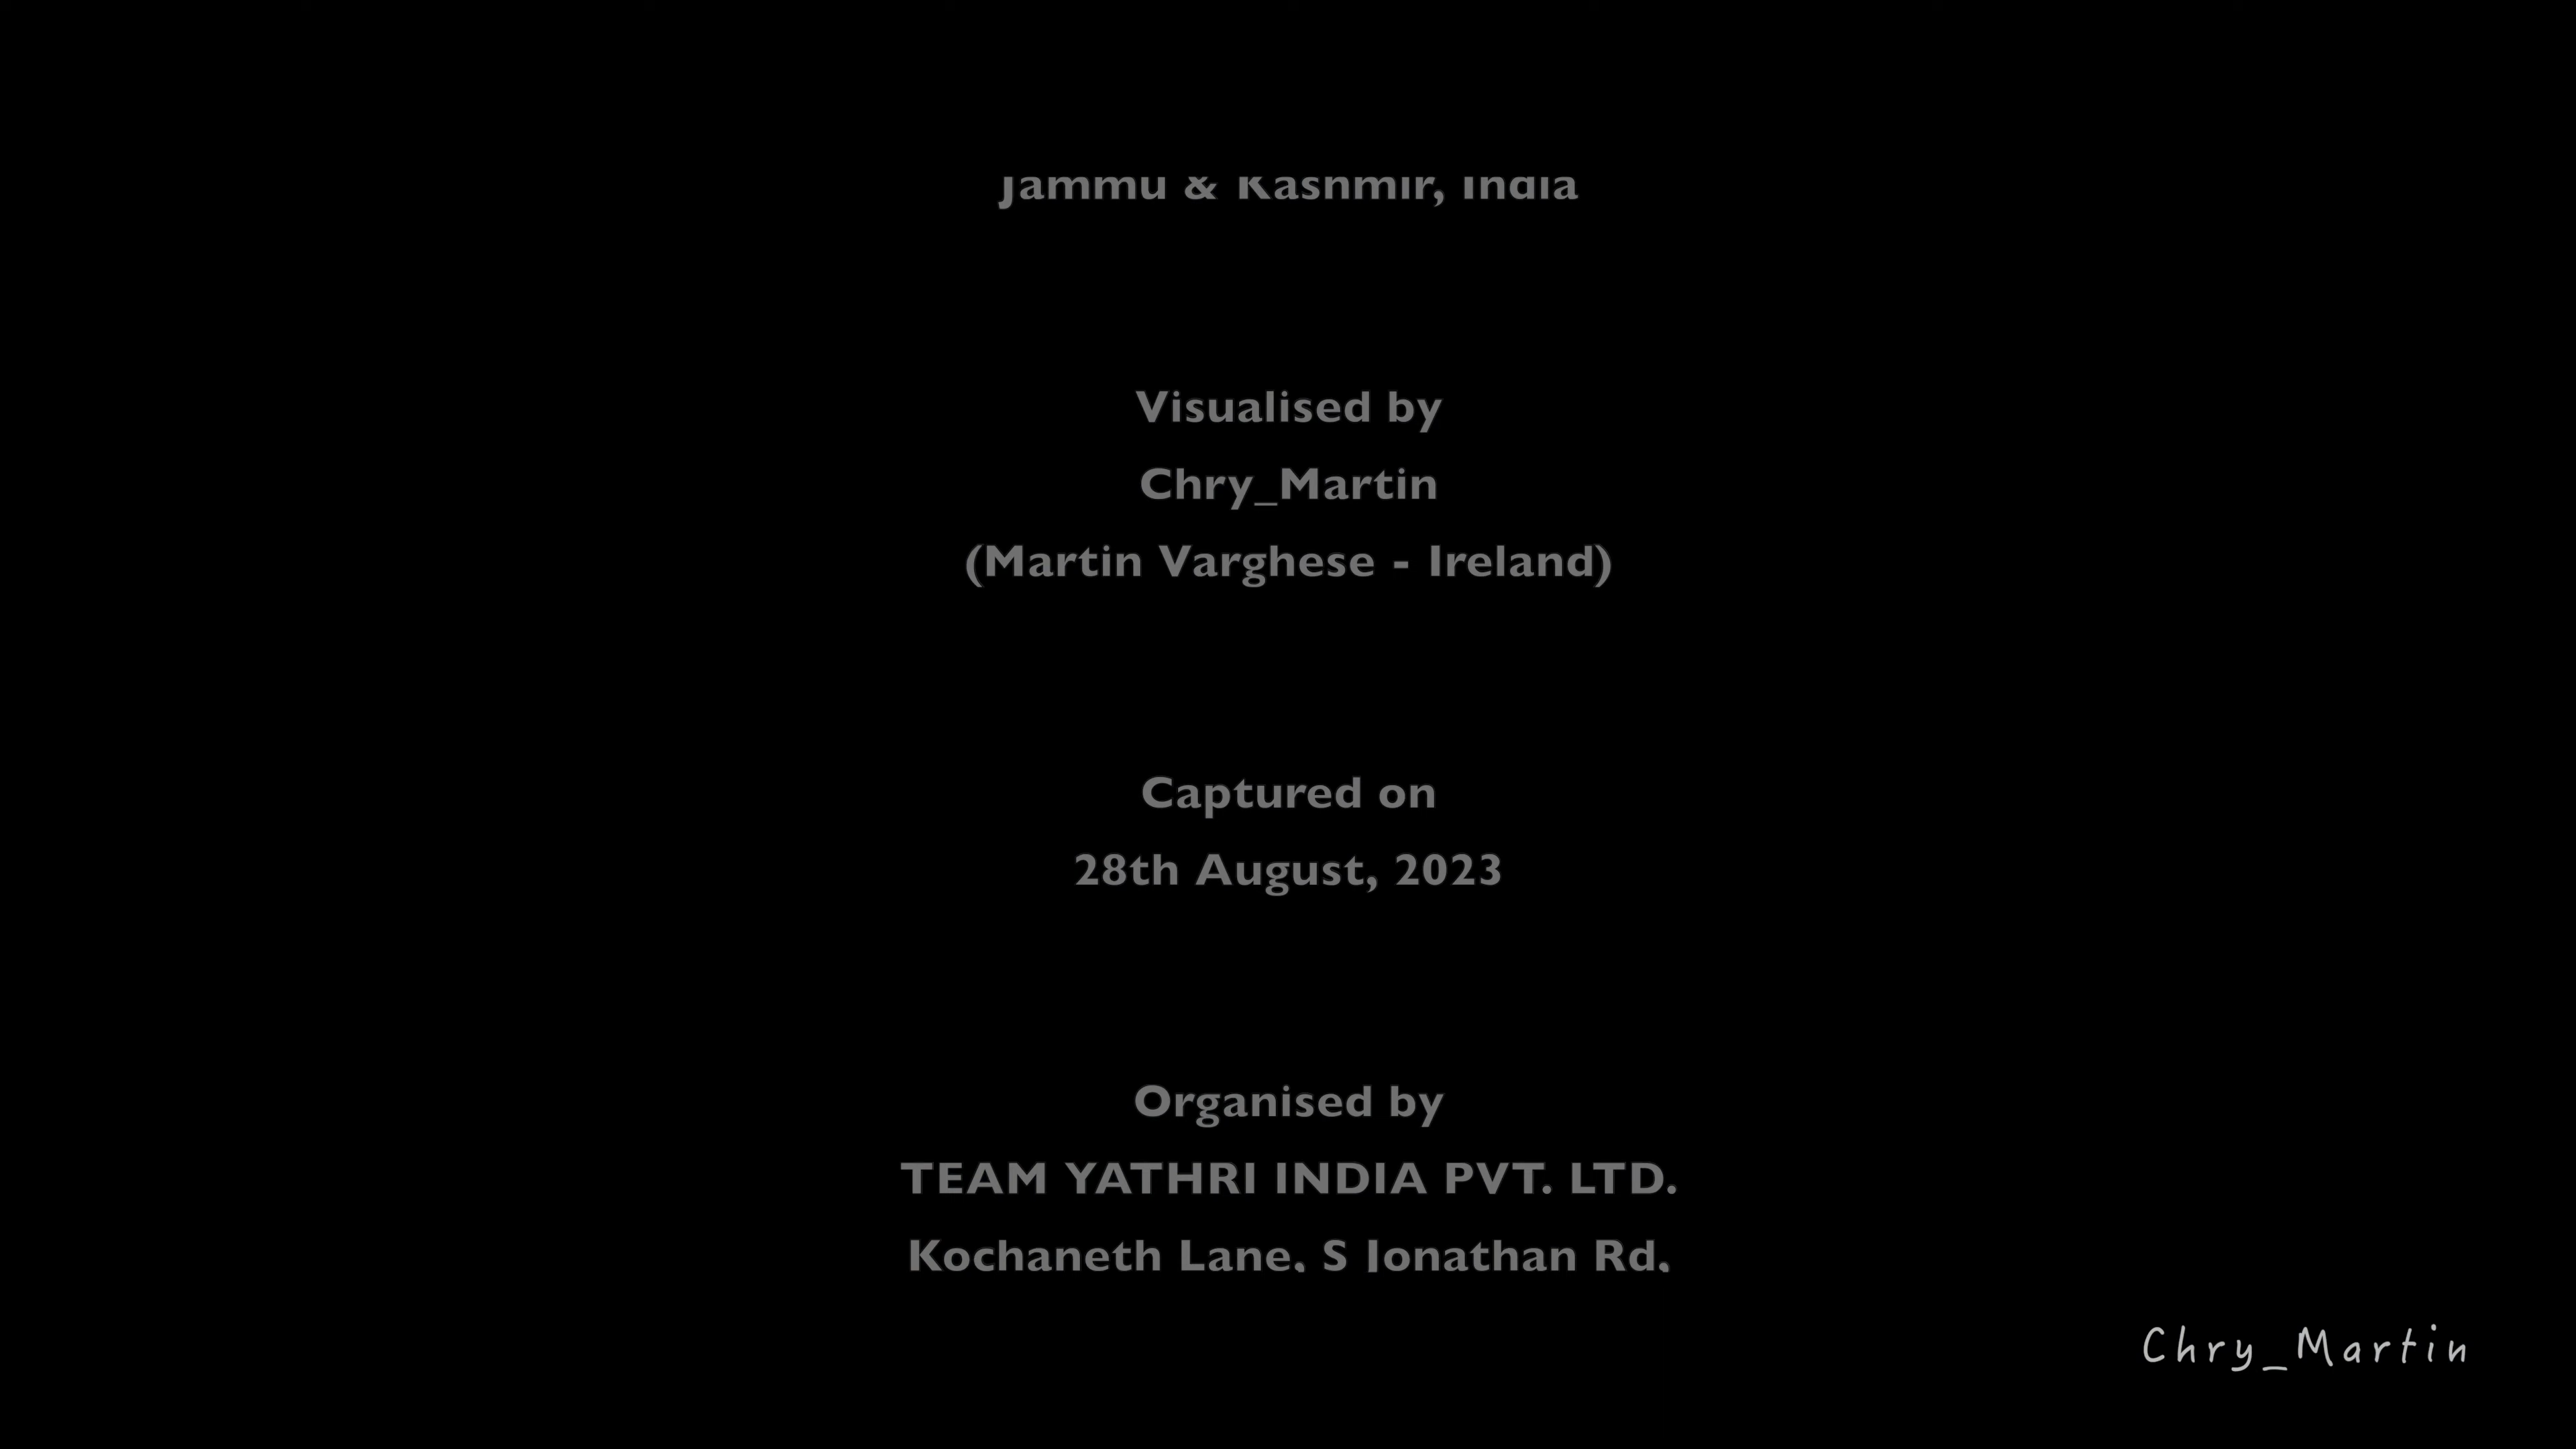 Jammu & Kashmir, India
Visualised by
Chry_Martin
(Martin Varghese - Ireland)
Captured on
28th August, 2023
Organised by
TEAM YATHRI INDIA PVT. LTD.
Kochaneth Lane, S Jonathan Rd,
Chry_Martin